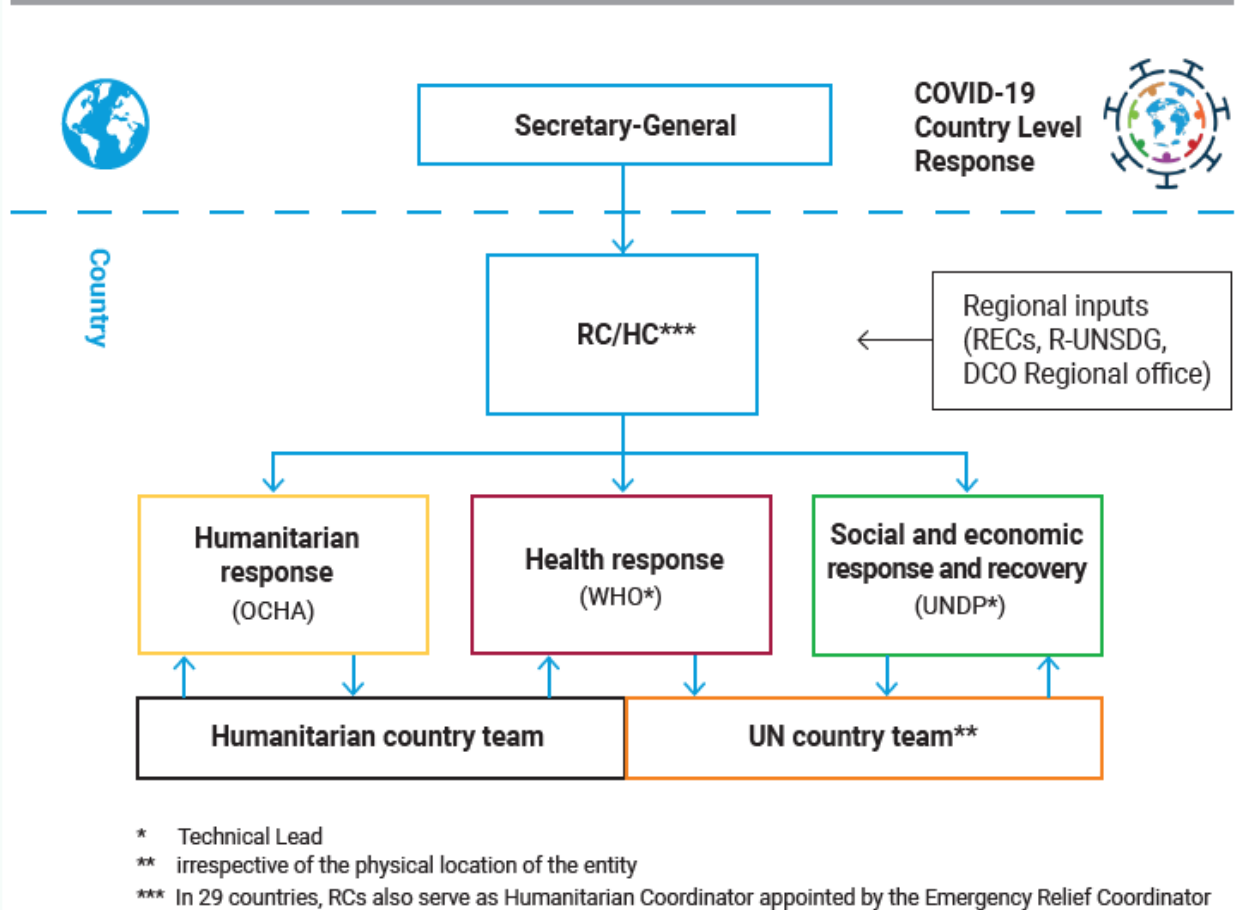 Secretary-General
COVID-19
Country Level
Response
Country
RC/HC***
Regional inputs
(RECs, R-UNSDG,
DCO Regional office)
Humanitarian
response
(OCHA)
Health response
(WHO*)
Social and economic
response and recovery
(UNDP*)
Humanitarian country team
UN country team**
* Technical Lead
** irrespective of the physical location of the entity
*** In 29 countries, RCs also serve as Humanitarian Coordinator appointed by the Emergency Relief Coordinator